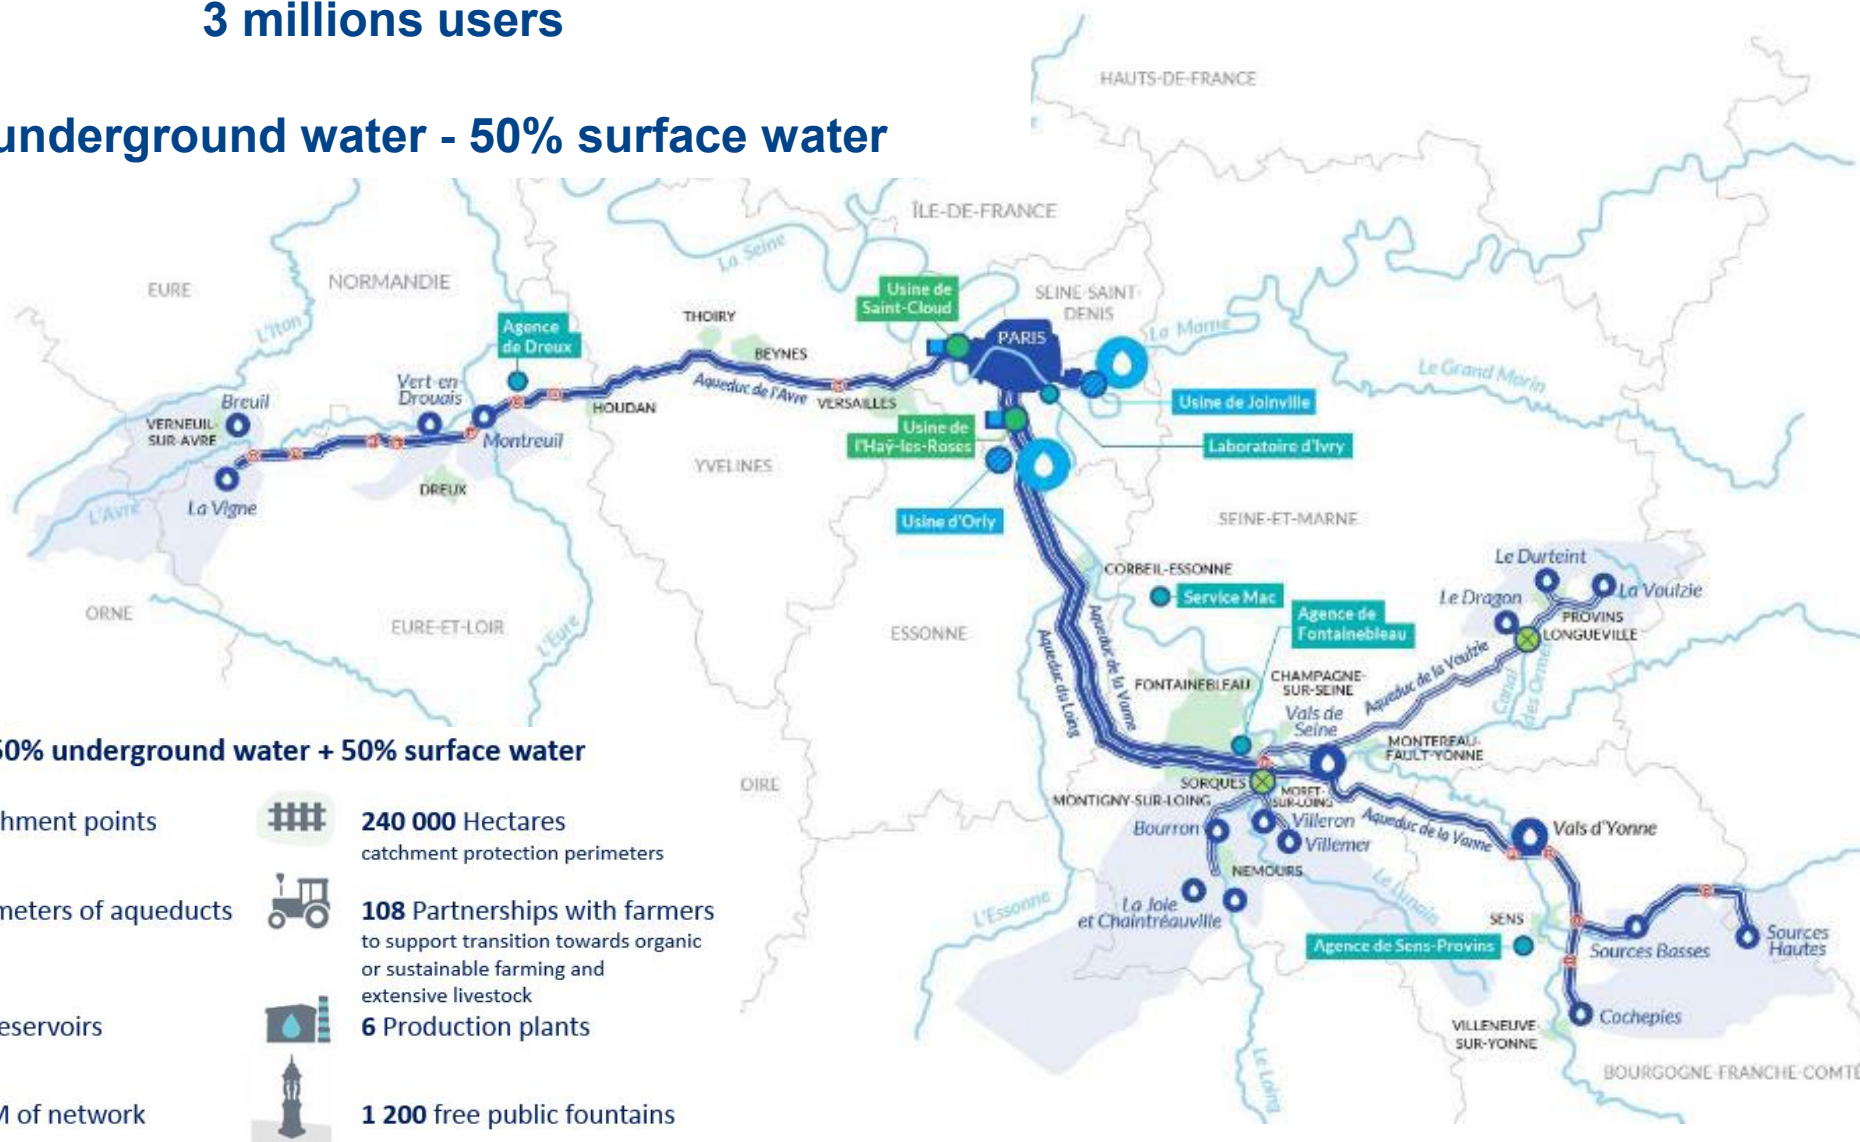 3 millions users
underground water - 50% surface water
HAUTS-DE-FRANCE
ÎLE-DE-FRANCE
La Seine
EURE
NORMANDIE
L'Iton
Usine de
Saint-Cloud
SEINE-SAINT-
DENIS
La Marne
PARIS
THOIRY
BEYNES
Agence
de Dreux
Le Grand Morin
Aqueduc de l'Avre
VERSAILLES
Vert-en-
Drouais
Breuil
HOUDAN
Usine de Joinville
VERNEUIL-
SUR-AVRE
Montreuil
Usine de
l'Haÿ-les-Roses
Laboratoire d'Ivry
YVELINES
DREUX
L'Avre
La Vigne
Usine d'Orly
SEINE-ET-MARNE
Le Durteint
CORBEIL-ESSONNE
La Voulzie
Service Mac
Le Dragon
ORNE
EURE-ET-LOIR
L'Eure
ESSONNE
Agence de
Fontainebleau
PROVINS
LONGUEVILLE
Aqueduc de la Vanne
Aqueduc du Loing
Aqueduc de la Voulzie
Canal
des Ormes
FONTAINEBLEAU
CHAMPAGNE-
SUR-SEINE
Vals de
Seine
MONTEREAU-
FAULT-YONNE
50% underground water + 50% surface water
OIRE
SORQUES
MORET-
SUR-LOING
MONTIGNY-SUR-LOING
hment points
240 000 Hectares
catchment protection perimeters
Bourron
Villeron
Villemer
Aqueduc de la Vanne
Vals d'Yonne
NEMOURS
Le Lunain
meters of aqueducts
108 Partnerships with farmers
to support transition towards organic
or sustainable farming and
extensive livestock
L'Essonne
La Joie
et Chaintréauville
SENS
Agence de Sens-Provins
Sources Basses
Sources
Hautes
eservoirs
6 Production plants
Cochepies
VILLENEUVE-
SUR-YONNE
Le Loing
BOURGOGNE FRANCHE COMTÉ
M of network
1 200 free public fountains